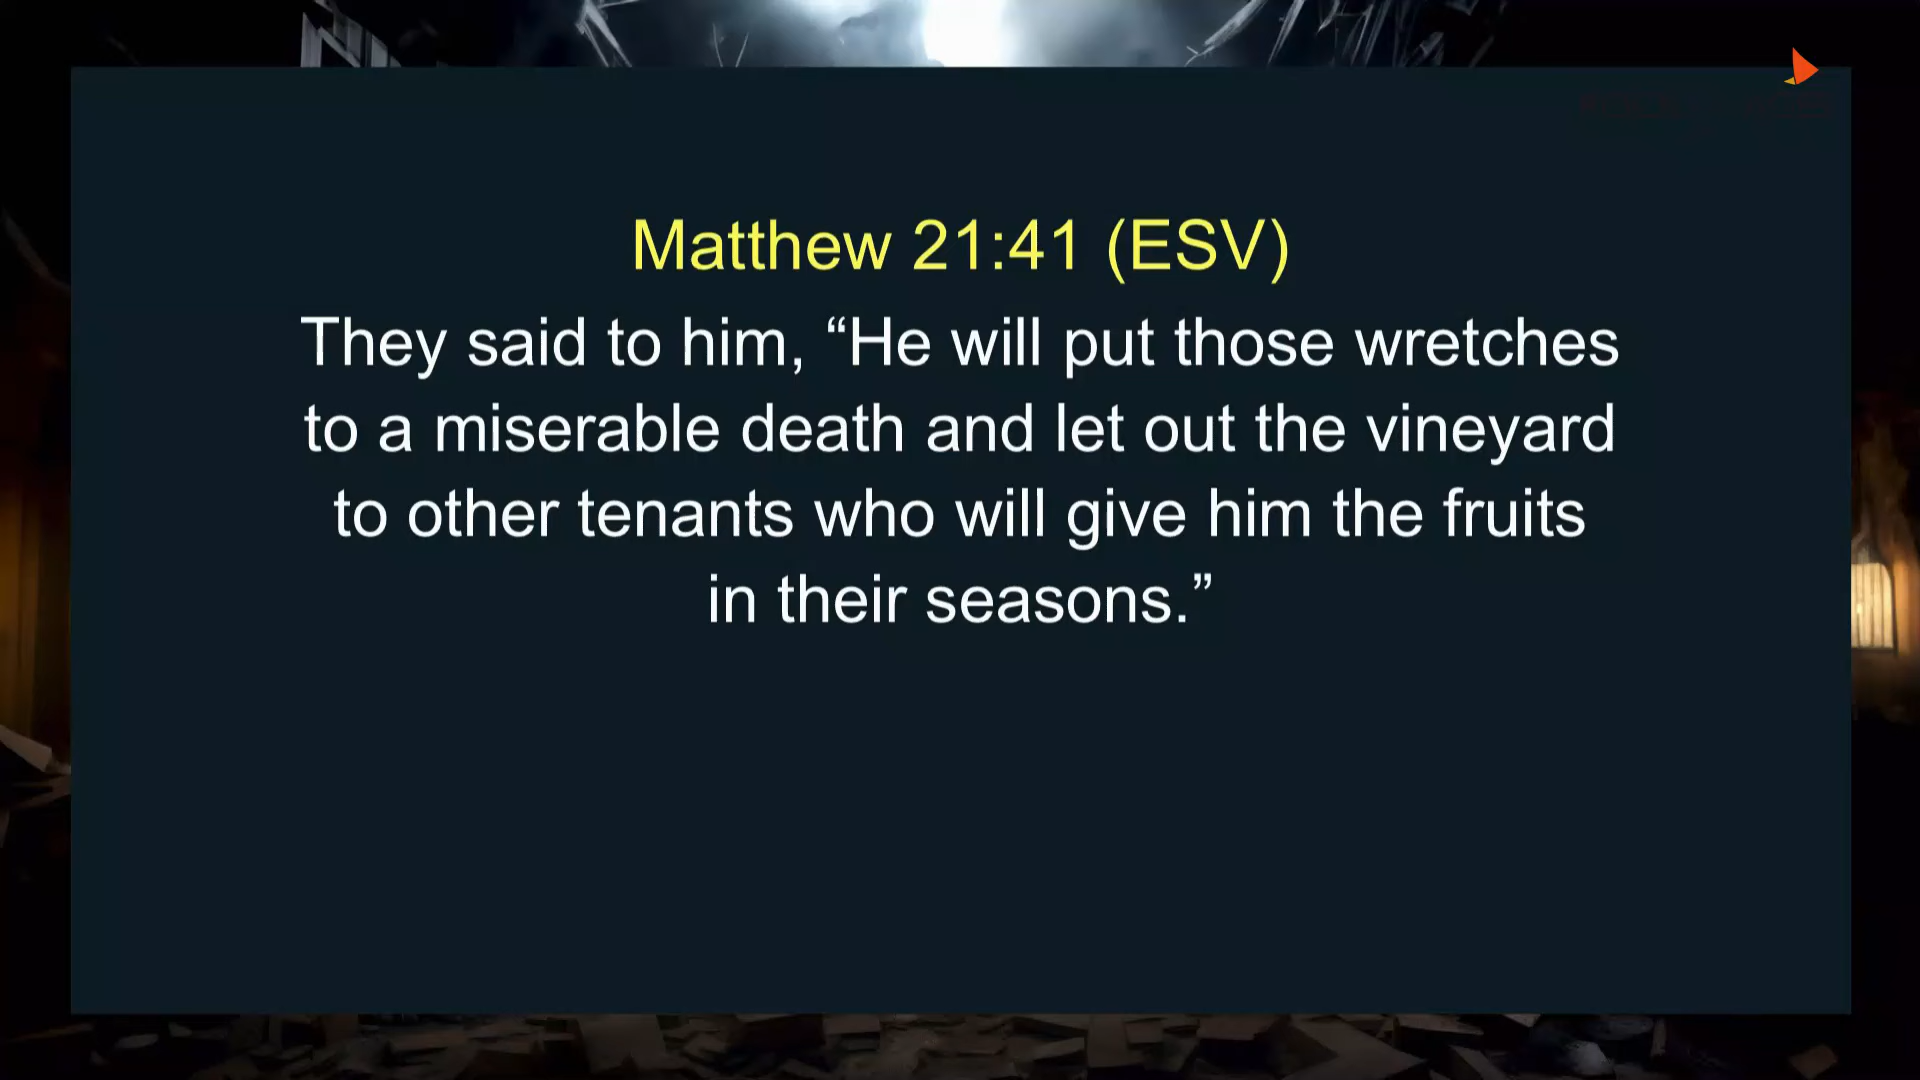 Matthew 21:41 (ESV)
They said to him, “He will put those wretches
to a miserable death and let out the vineyard
to other tenants who will give him the fruits
in their seasons.”